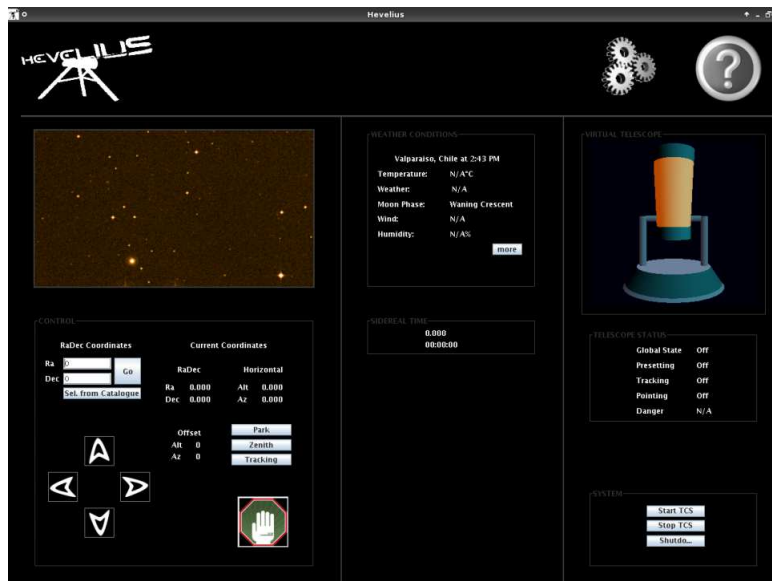 Hevelius
HEVELIUS
?
WEATHER CONDITIONS
Valparaiso, Chile at 2:43 PM
Temperature: N/A°C
Weather: N/A
Moon Phase: Waning Crescent
Wind: N/A
Humidity: N/A%
more
VIRTUAL TELESCOPE
SIDEREAL TIME
0.000
00:00:00
CONTROL
RaDec Coordinates
Ra 0
Dec 0
Go
Sel. from Catalogue
Current Coordinates
RaDec Horizontal
Ra 0.000 Alt 0.000
Dec 0.000 Az 0.000
Offset
Alt 0
Az 0
Park
Zenith
Tracking
TELESCOPE STATUS
Global State Off
Presetting Off
Tracking Off
Pointing Off
Danger N/A
SYSTEM
Start TCS
Stop TCS
Shutdo...